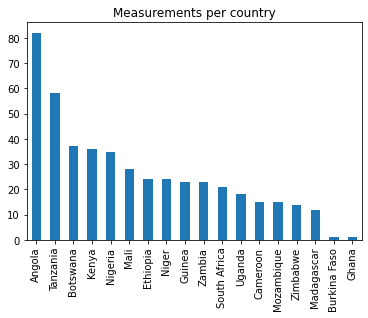 Measurements per country
80
70
60
50
40
30
20
10
0
Angola
Tanzania
Botswana
Kenya
Nigeria
Mali
Ethiopia
Niger
Guinea
Zambia
South Africa
Uganda
Cameroon
Mozambique
Zimbabwe
Madagascar
Burkina Faso
Ghana